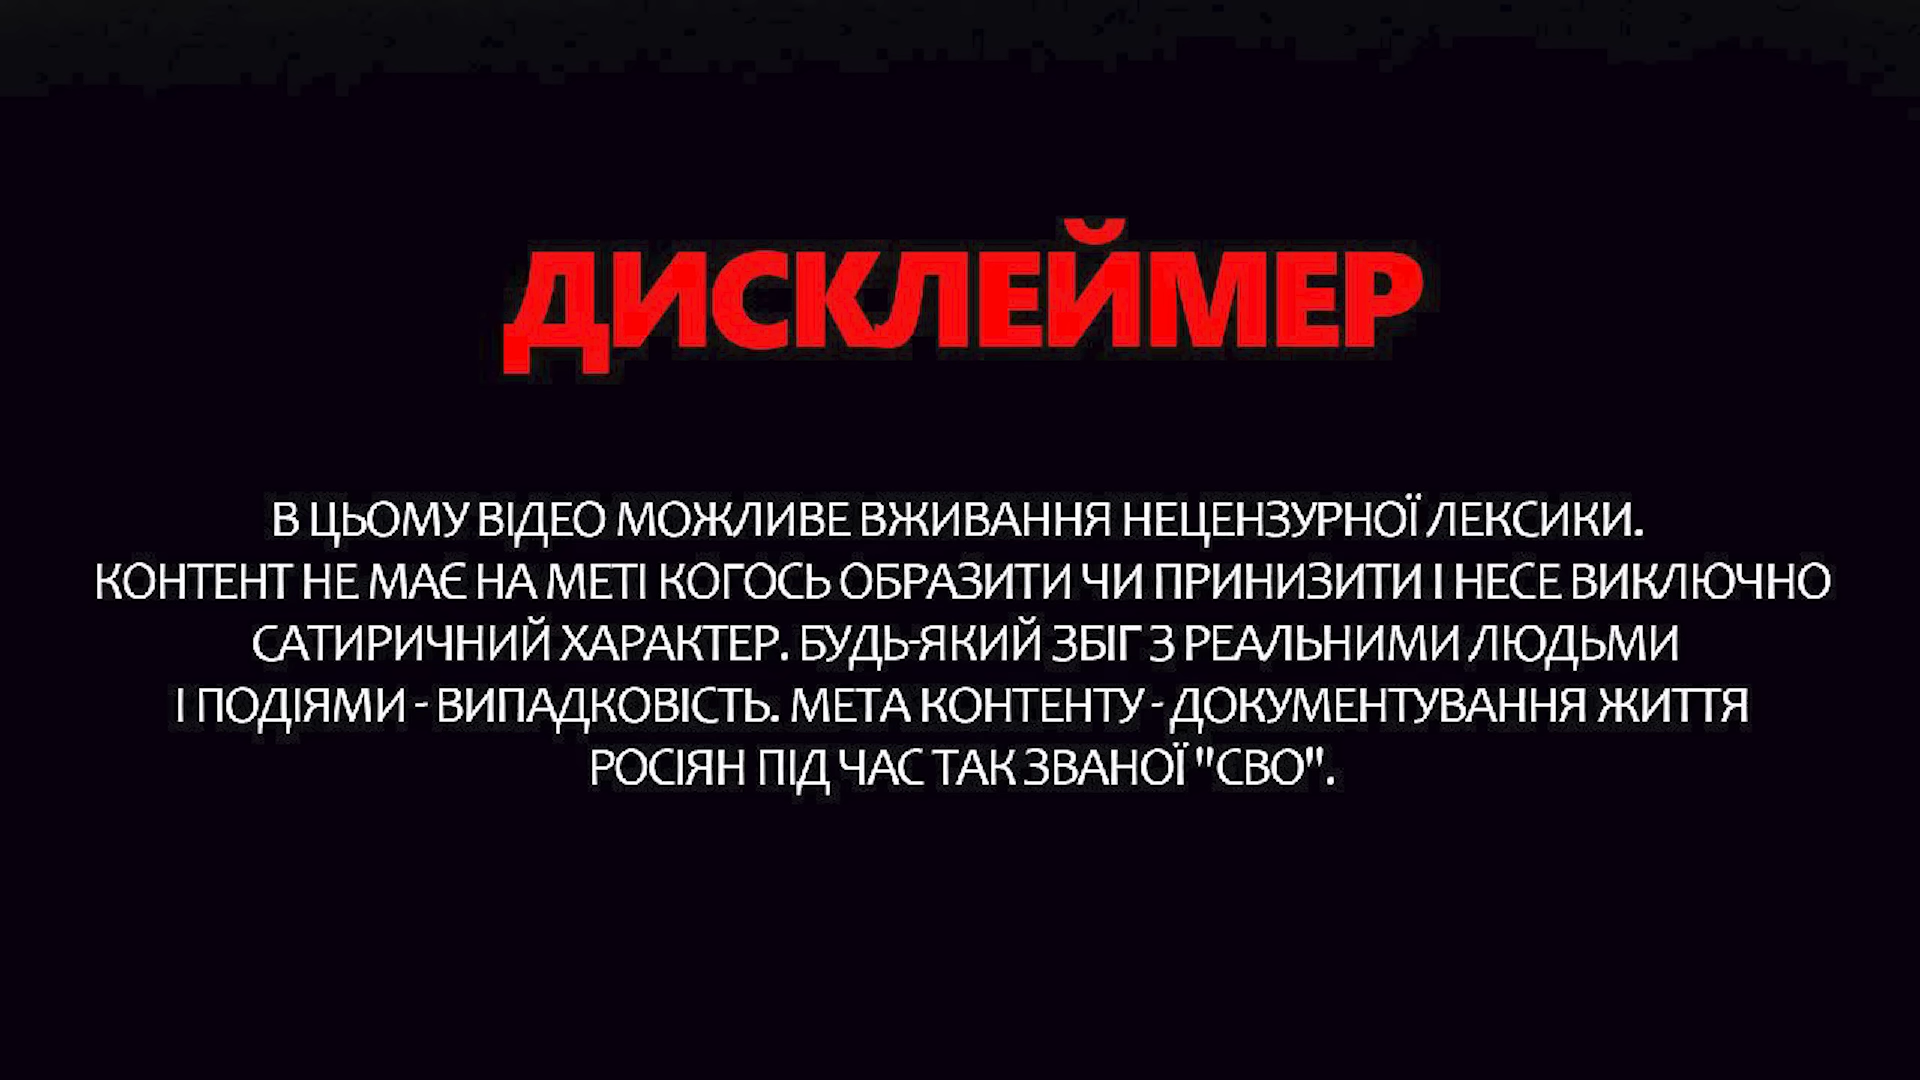 ДИСКЛЕЙМЕР
В ЦЬОМУ ВІДЕО МОЖЛИВЕ ВЖИВАННЯ НЕЦЕНЗУРНОЇ ЛЕКСИКИ.
КОНТЕНТ НЕ МАЄ НА МЕТІ КОГОСЬ ОБРАЗИТИ ЧИ ПРИНИЗИТИ І НЕСЕ ВИКЛЮЧНО
САТИРИЧНИЙ ХАРАКТЕР. БУДЬ-ЯКИЙ ЗБІГ З РЕАЛЬНИМИ ЛЮДЬМИ
І ПОДІЯМИ - ВИПАДКОВІСТЬ. МЕТА КОНТЕНТУ - ДОКУМЕНТУВАННЯ ЖИТТЯ
РОСІЯН ПІД ЧАС ТАК ЗВАНОЇ "СВО".